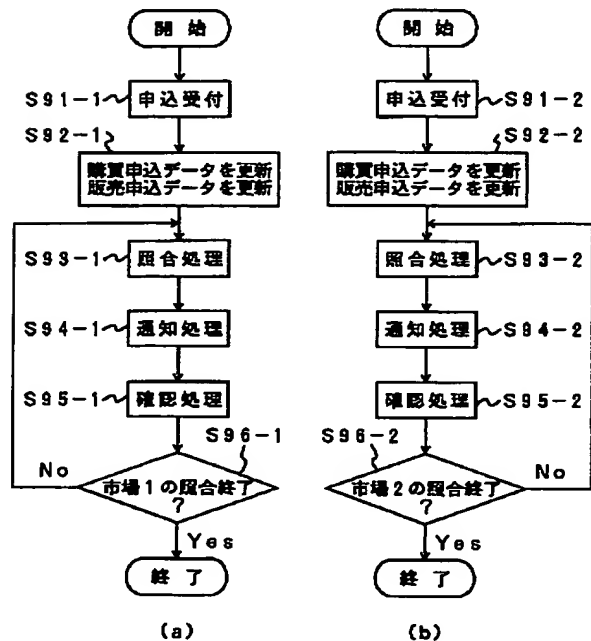 開始
S91-1
申込受付
S92-1
購買申込データを更新
販売申込データを更新
S93-1
照合処理
S94-1
通知処理
S95-1
確認処理
S96-1
No
市場1の照合終了
?
Yes
終了
(a)
開始
申込受付
S91-2
S92-2
購買申込データを更新
販売申込データを更新
照合処理
S93-2
通知処理
S94-2
確認処理
S95-2
S96-2
市場2の照合終了
?
No
Yes
終了
(b)